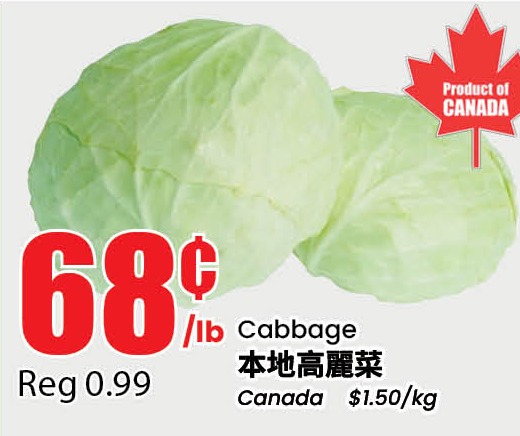 Product of
CANADA
68¢/lb
Reg 0.99
Cabbage
本地高麗菜
Canada $1.50/kg